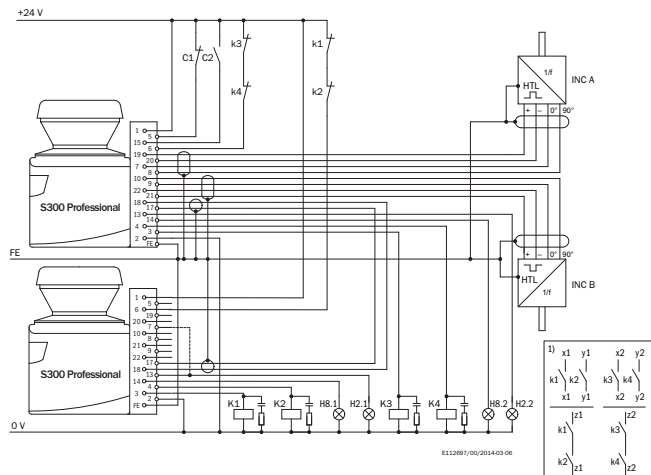 +24 V
C1 C2
k3
k4
k1
k2
1
5
15
6
19
20
7
8
10
9
22
21
18
17
13
14
4
3
2
FE
S300 Professional
1/f
HTL
+ – 0° 90°
INC A
FE
+ – 0° 90°
HTL
1/f
INC B
1
5
6
19
20
7
10
8
21
9
22
17
18
13
14
4
3
2
FE
S300 Professional
K1 K2 H8.1 H2.1 K3 K4 H8.2 H2.2
0 V
E112697/00/2014-03-06
1)
x1 y1 x2 y2
k1 k2 k3 k4
x1 y1 x2 y2
z1 z2
k1 k3
k2 k4
z1 z2